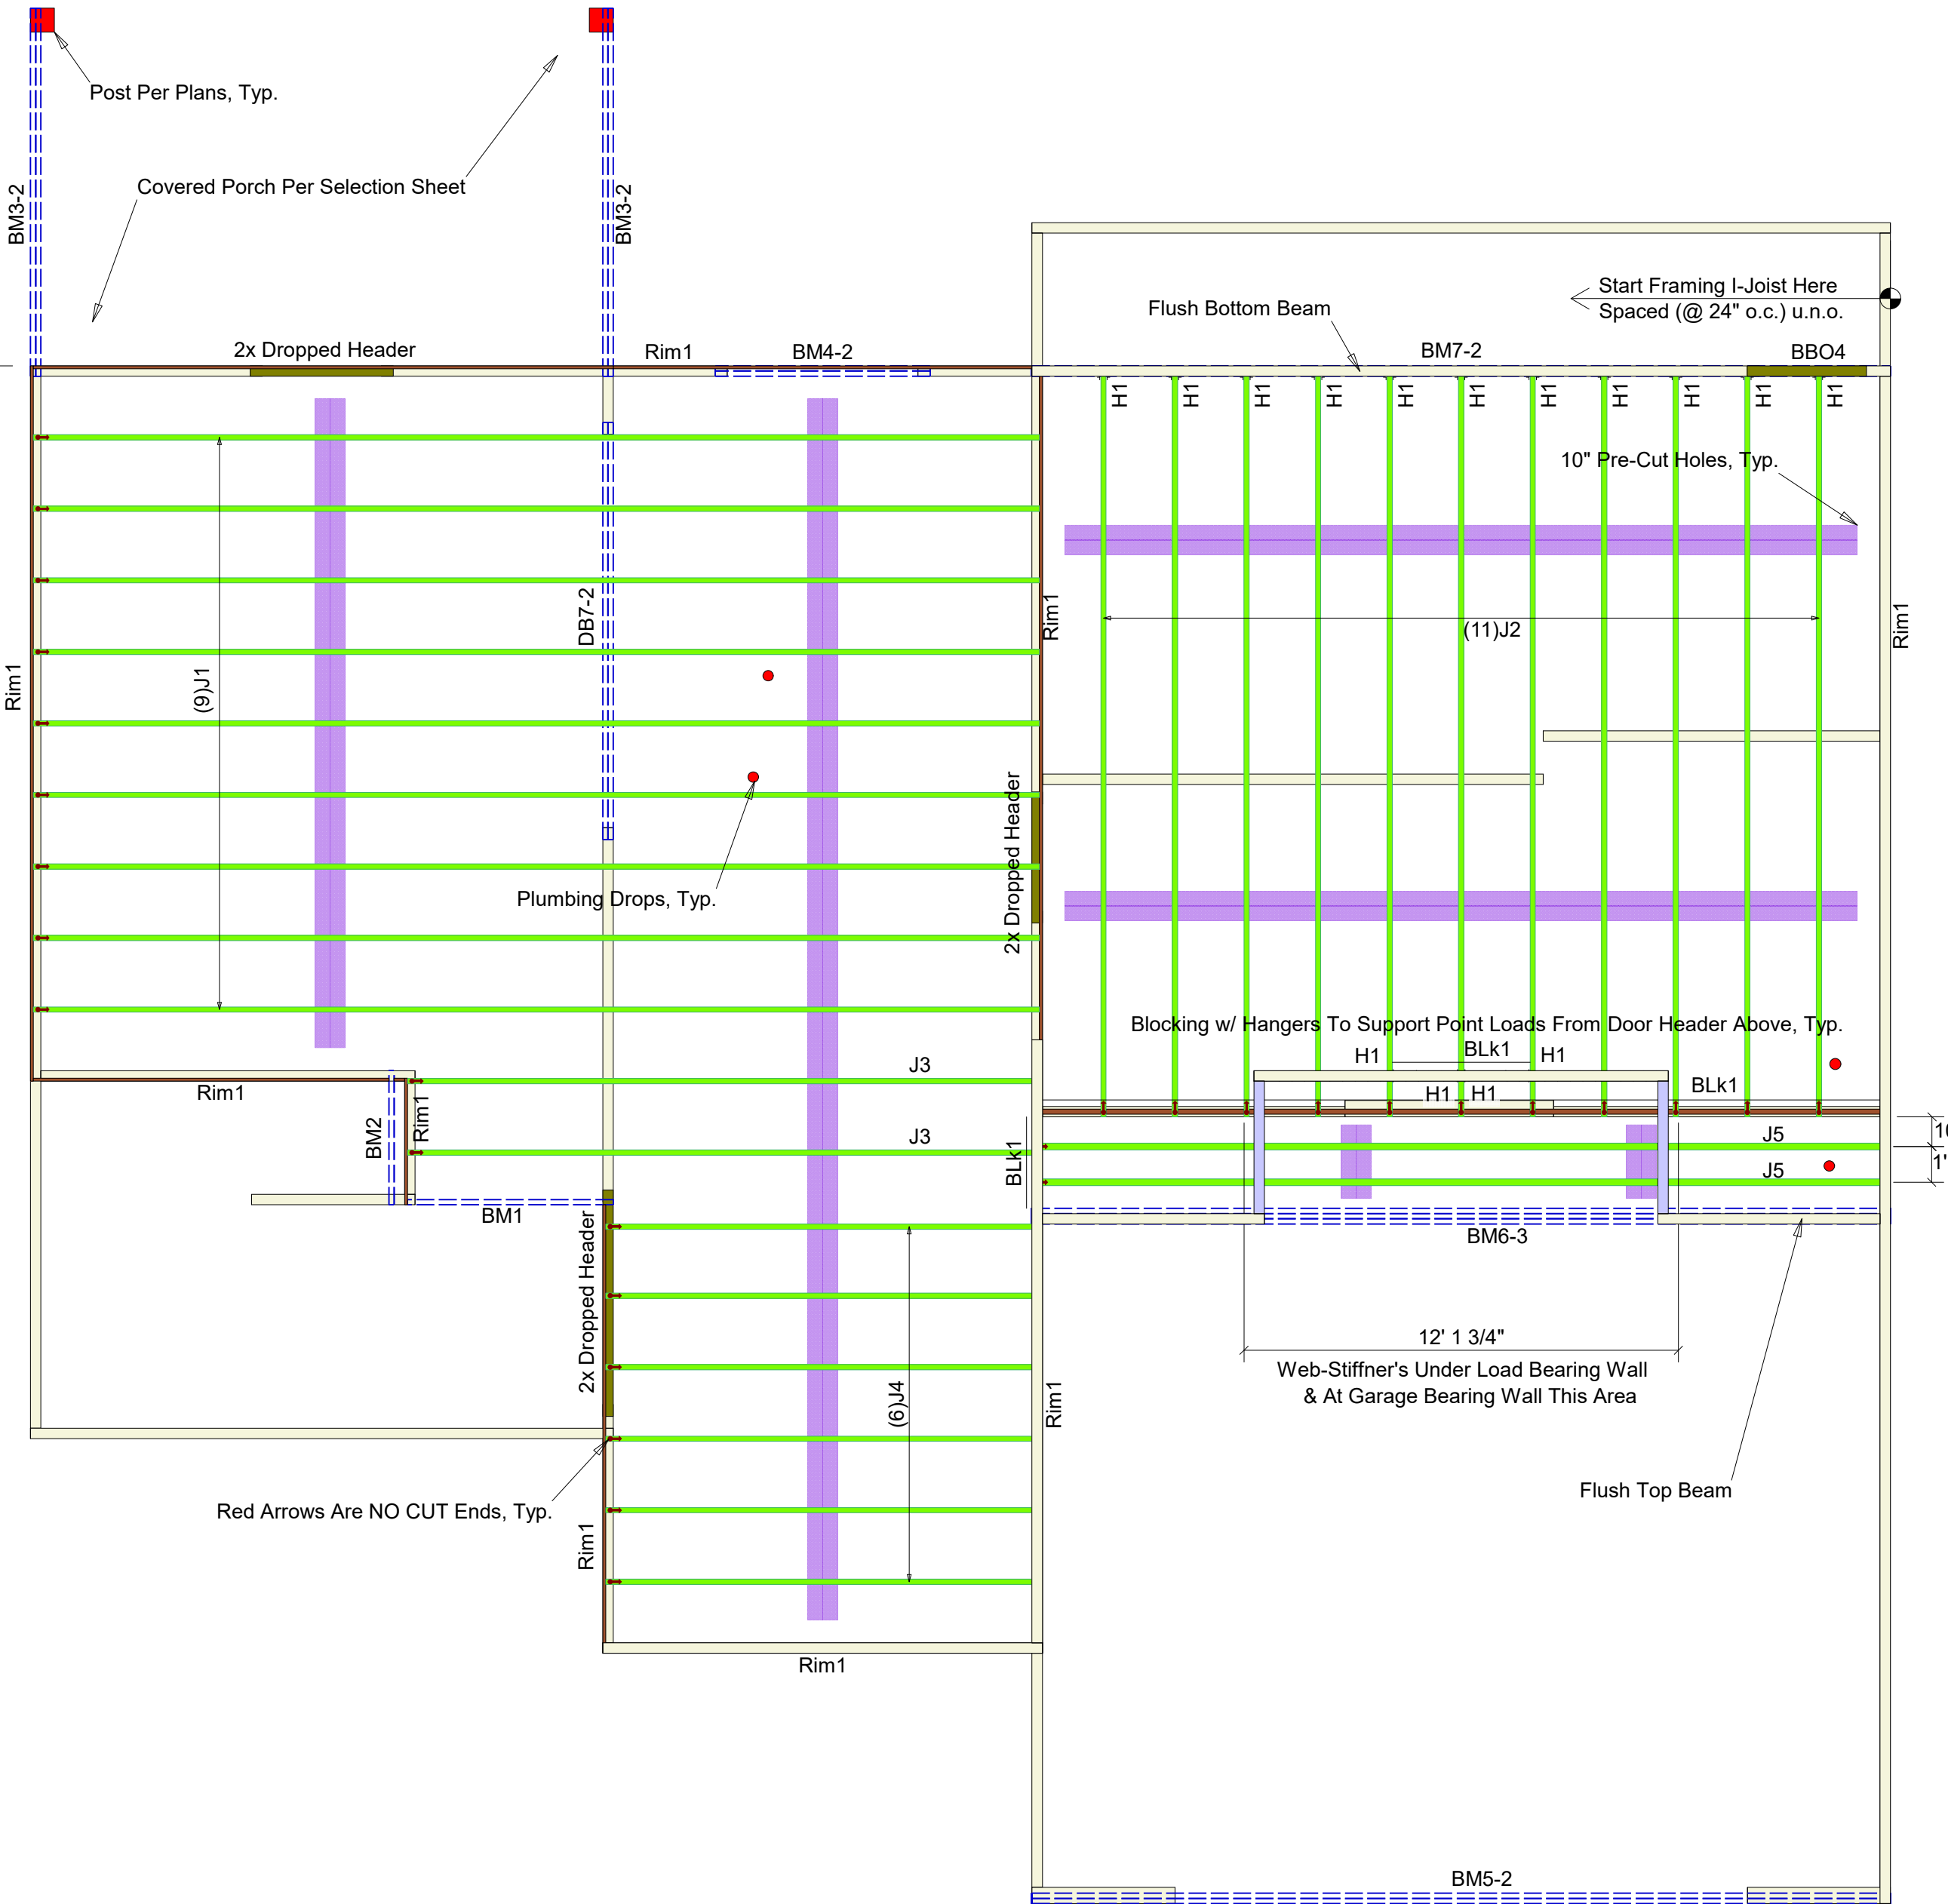 Post Per Plans, Typ.
Covered Porch Per Selection Sheet
BM3-2
BM3-2
Start Framing I-Joist Here
Spaced (@ 24" o.c.) u.n.o.
Flush Bottom Beam
2x Dropped Header
Rim1
BM4-2
BM7-2
BBO4
H1
H1
H1
H1
H1
H1
H1
H1
H1
H1
H1
10" Pre-Cut Holes, Typ.
DB7-2
Rim1
(11)J2
Rim1
Rim1
(9)J1
2x Dropped Header
Plumbing Drops, Typ.
Blocking w/ Hangers To Support Point Loads From Door Header Above, Typ.
H1
BLk1
H1
J3
Rim1
Rim1
H1
H1
BLk1
BM2
J3
BLk1
J5
10
1'
J5
BM1
BM6-3
2x Dropped Header
12' 1 3/4"
Web-Stiffner's Under Load Bearing Wall
& At Garage Bearing Wall This Area
(6)J4
Rim1
Flush Top Beam
Red Arrows Are NO CUT Ends, Typ.
Rim1
Rim1
BM5-2